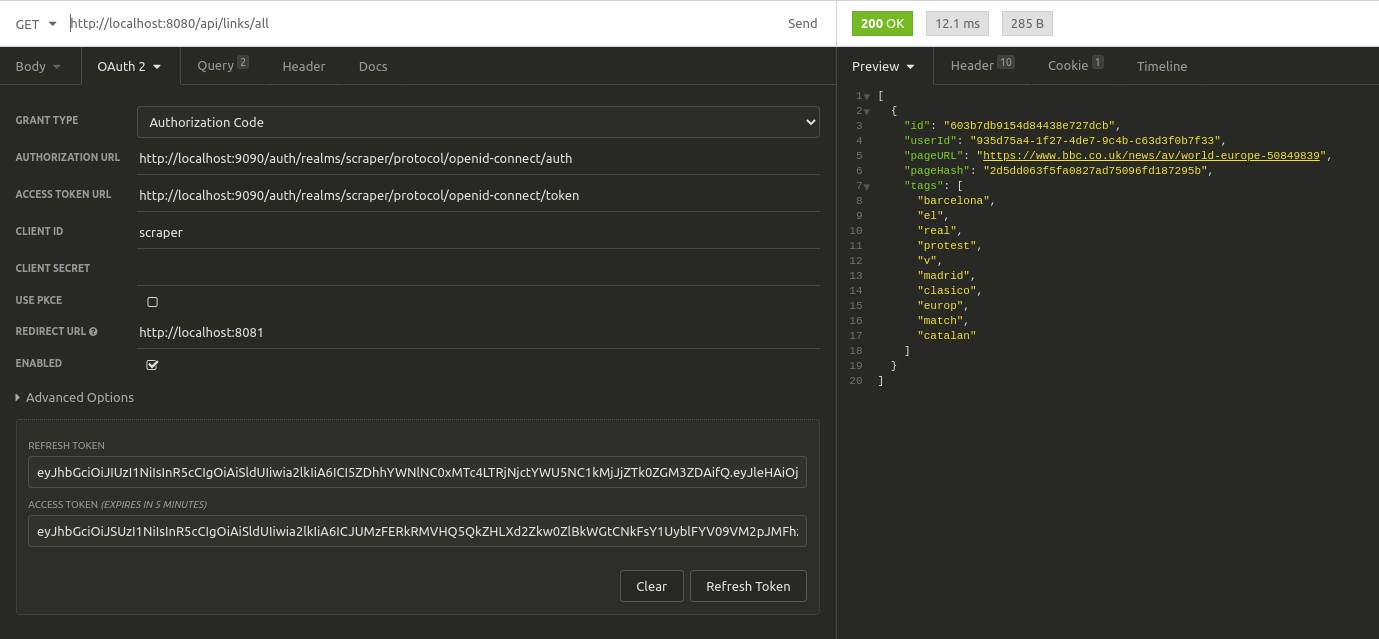 GET http://localhost:8080/api/links/all Send
200 OK 12.1 ms 285 B
Body OAuth 2 Query 2 Header Docs
GRANT TYPE Authorization Code
AUTHORIZATION URL http://localhost:9090/auth/realms/scraper/protocol/openid-connect/auth
ACCESS TOKEN URL http://localhost:9090/auth/realms/scraper/protocol/openid-connect/token
CLIENT ID scraper
CLIENT SECRET
USE PKCE
REDIRECT URL http://localhost:8081
ENABLED
Advanced Options
REFRESH TOKEN
ACCESS TOKEN (EXPIRES IN 5 MINUTES)
Clear Refresh Token
Preview Header 10 Cookie 1 Timeline
1 [
2 {
3 "id": "603b7db9154d84438e727dcb",
4 "userId": "935d75a4-1f27-4de7-9c4b-c63d3f0b7f33",
5 "pageURL": "https://www.bbc.co.uk/news/av/world-europe-50849839",
6 "pageHash": "2d5dd063f5fa0827ad75096fd187295b",
7 "tags": [
8 "barcelona",
9 "el",
10 "real",
11 "protest",
12 "v",
13 "madrid",
14 "clasico",
15 "europ",
16 "match",
17 "catalan"
18 ]
19 }
20 ]